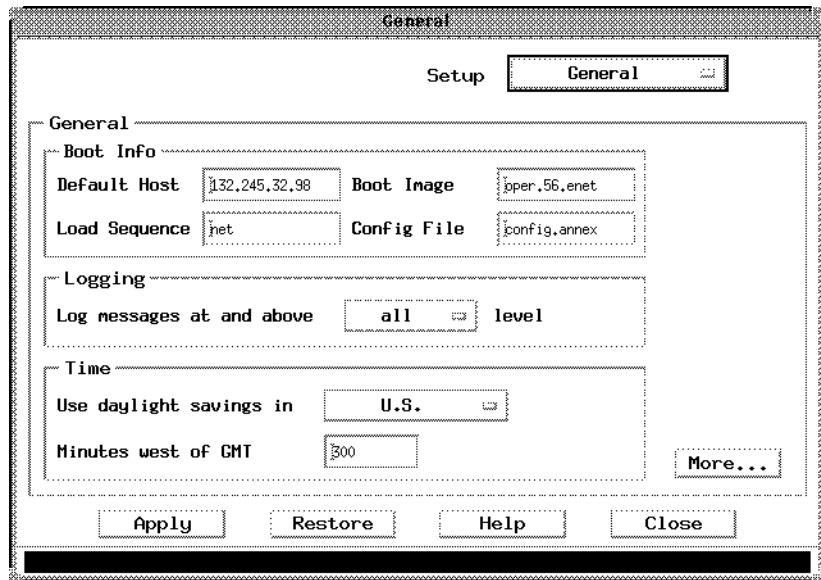 General
Setup General
General
Boot Info
Default Host 132.245.32.98 Boot Image oper.56.enet
Load Sequence net Config File config.annex
Logging
Log messages at and above all level
Time
Use daylight savings in U.S.
Minutes west of GMT 300
More...
Apply Restore Help Close